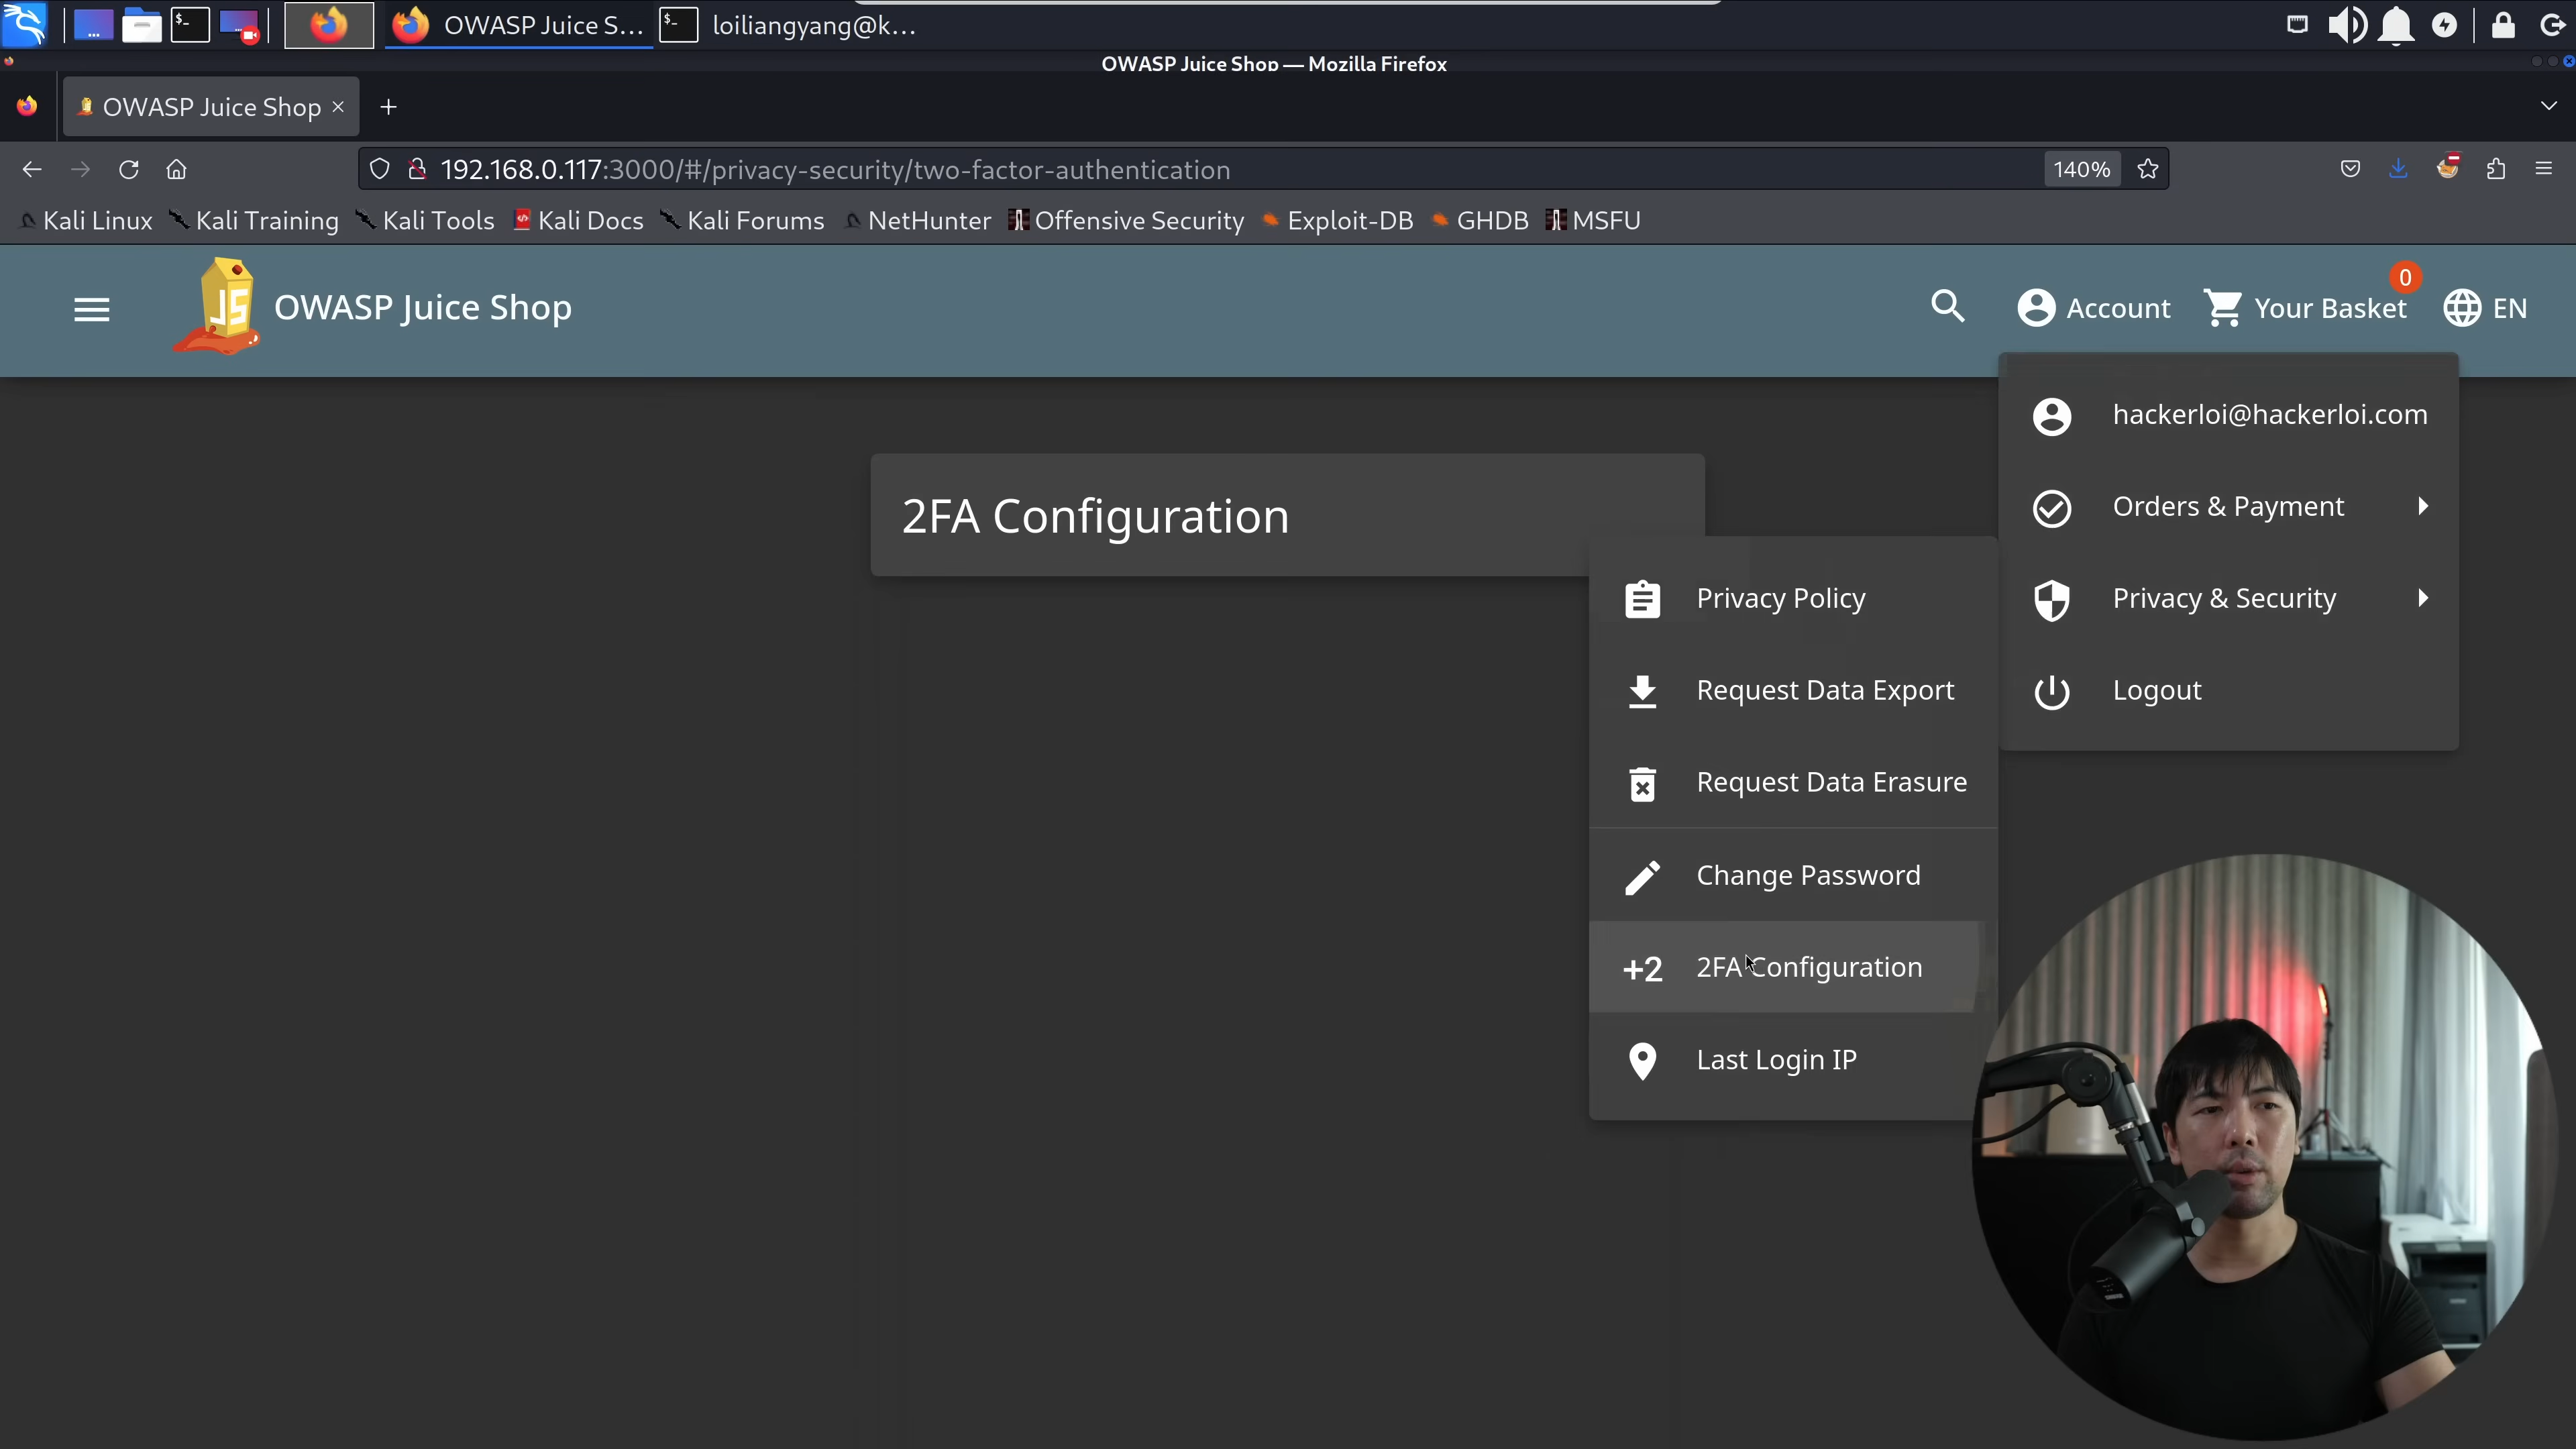 OWASP Juice S...
loiliangyang@k...
OWASP Juice Shop — Mozilla Firefox
OWASP Juice Shop
192.168.0.117:3000/#/privacy-security/two-factor-authentication
140%
Kali Linux
Kali Training
Kali Tools
Kali Docs
Kali Forums
NetHunter
Offensive Security
Exploit-DB
GHDB
MSFU
JS
OWASP Juice Shop
Account
0
Your Basket
EN
hackerloi@hackerloi.com
Orders & Payment
Privacy & Security
Logout
2FA Configuration
Privacy Policy
Request Data Export
Request Data Erasure
Change Password
+2 2FA Configuration
Last Login IP